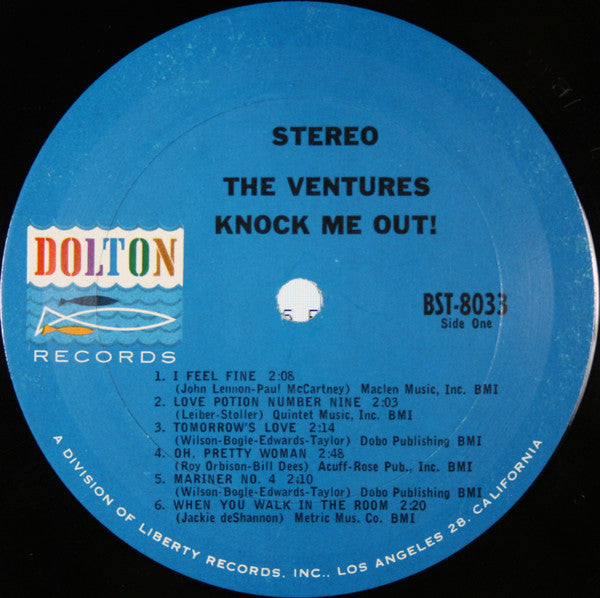 STEREO
THE VENTURES
KNOCK ME OUT!
DOLTON
RECORDS
BST-8033
Side One
1. I FEEL FINE 2:08
(John Lennon-Paul McCartney) Maclen Music, Inc. BMI
2. LOVE POTION NUMBER NINE 2:03
(Leiber-Stoller) Quintet Music, Inc. BMI
3. TOMORROW'S LOVE 2:14
(Wilson-Bogle-Edwards-Taylor) Dobo Publishing BMI
4. OH, PRETTY WOMAN 2:48
(Roy Orbison-Bill Dees) Acuff-Rose Pub., Inc. BMI
5. MARINER NO. 4 2:10
(Wilson-Bogle-Edwards-Taylor) Dobo Publishing BMI
6. WHEN YOU WALK IN THE ROOM 2:20
(Jackie deShannon) Metric Mus. Co. BMI
A DIVISION OF LIBERTY RECORDS, INC., LOS ANGELES 28, CALIFORNIA